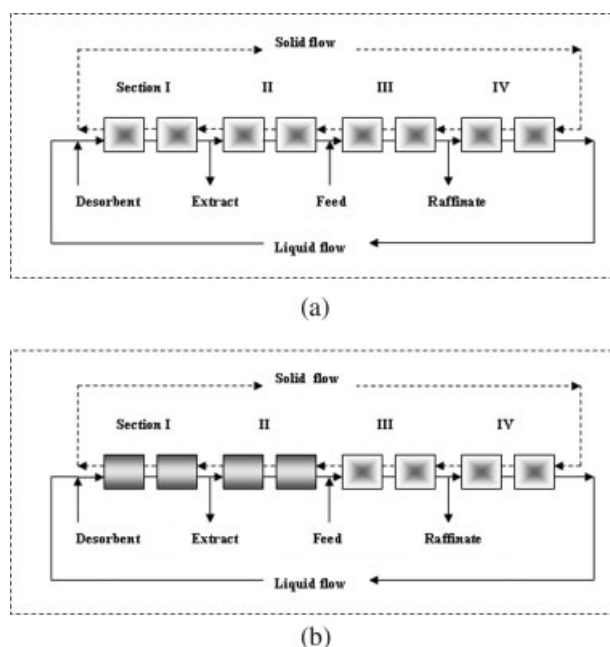 Solid flow
Section I II III IV
Desorbent Extract Feed Raffinate
Liquid flow
(a)
Solid flow
Section I II III IV
Desorbent Extract Feed Raffinate
Liquid flow
(b)